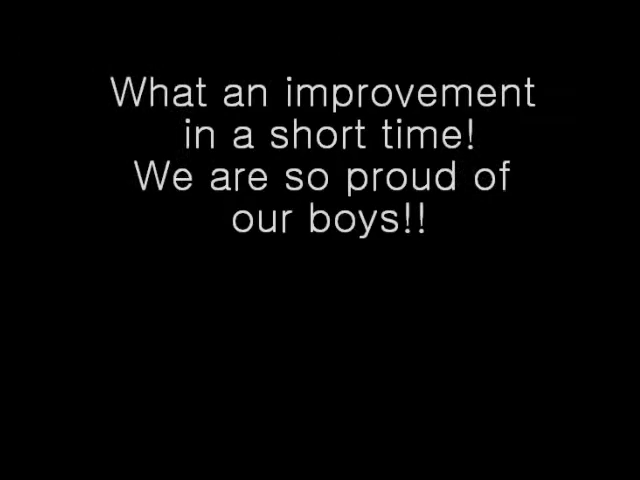 What an improvement
in a short time!
We are so proud of
our boys!!